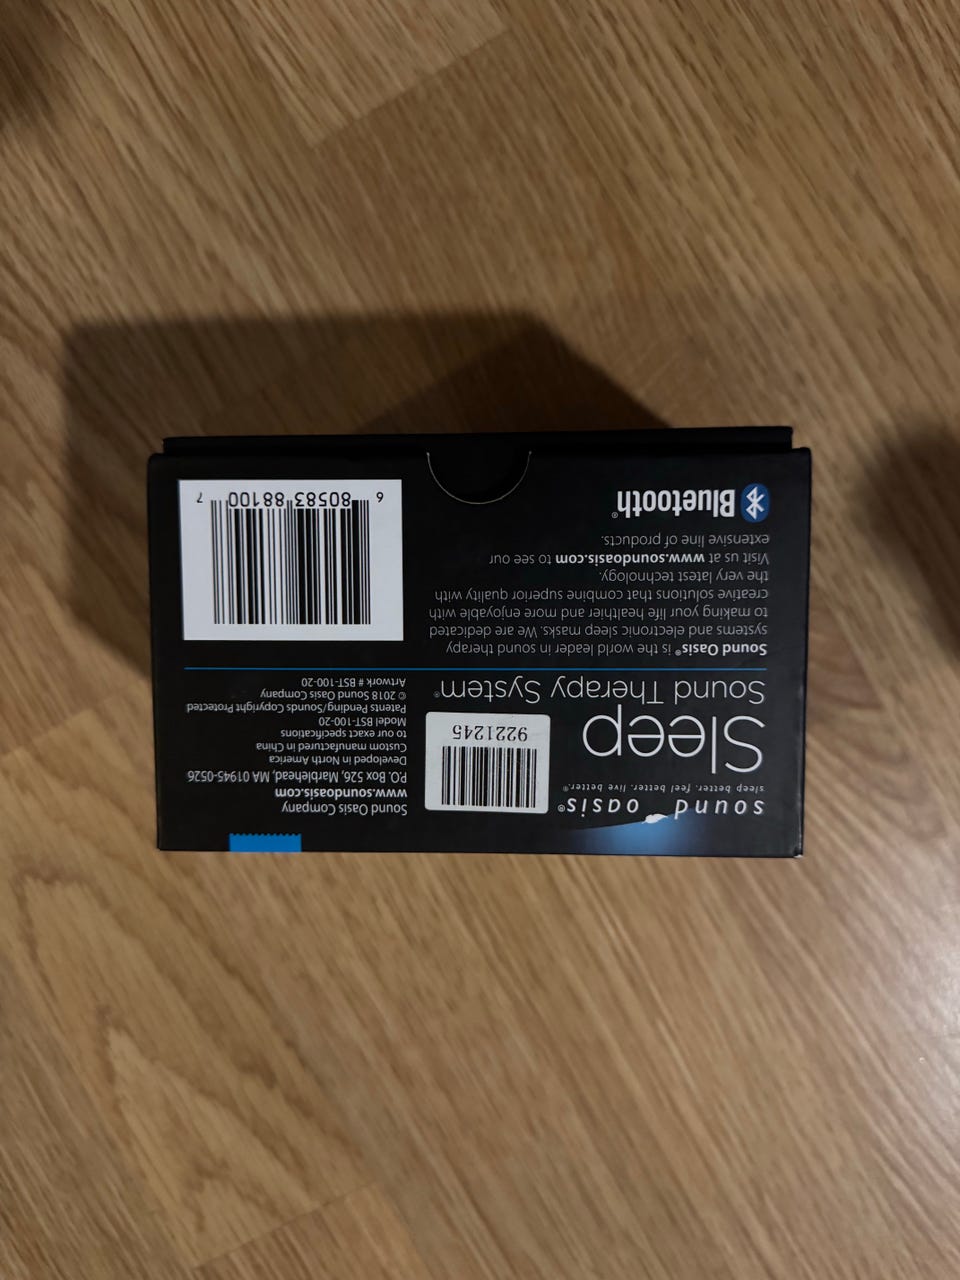 sound oasis®
sleep better. feel better. live better.®
Sleep
Sound Therapy System®
9221245
Sound Oasis Company
www.soundoasis.com
P.O. Box 526, Marblehead, MA 01945-0526
Developed in North America
Custom manufactured in China
to our exact specifications
Model BST-100-20
Patents Pending/Sounds Copyright Protected
© 2018 Sound Oasis Company
Artwork # BST-100-20
Sound Oasis® is the world leader in sound therapy
systems and electronic sleep masks. We are dedicated
to making your life healthier and more enjoyable with
creative solutions that combine superior quality with
the very latest technology.
Visit us at www.soundoasis.com to see our
extensive line of products.
Bluetooth®
6 80583 88100 7